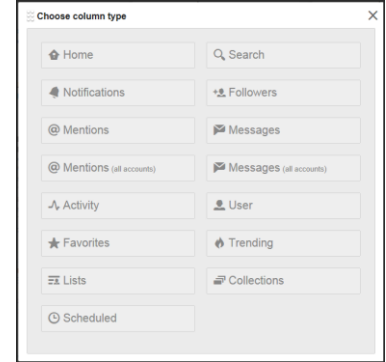 Choose column type
Home
Search
Notifications
Followers
@ Mentions
Messages
@ Mentions (all accounts)
Messages (all accounts)
Activity
User
Favorites
Trending
Lists
Collections
Scheduled